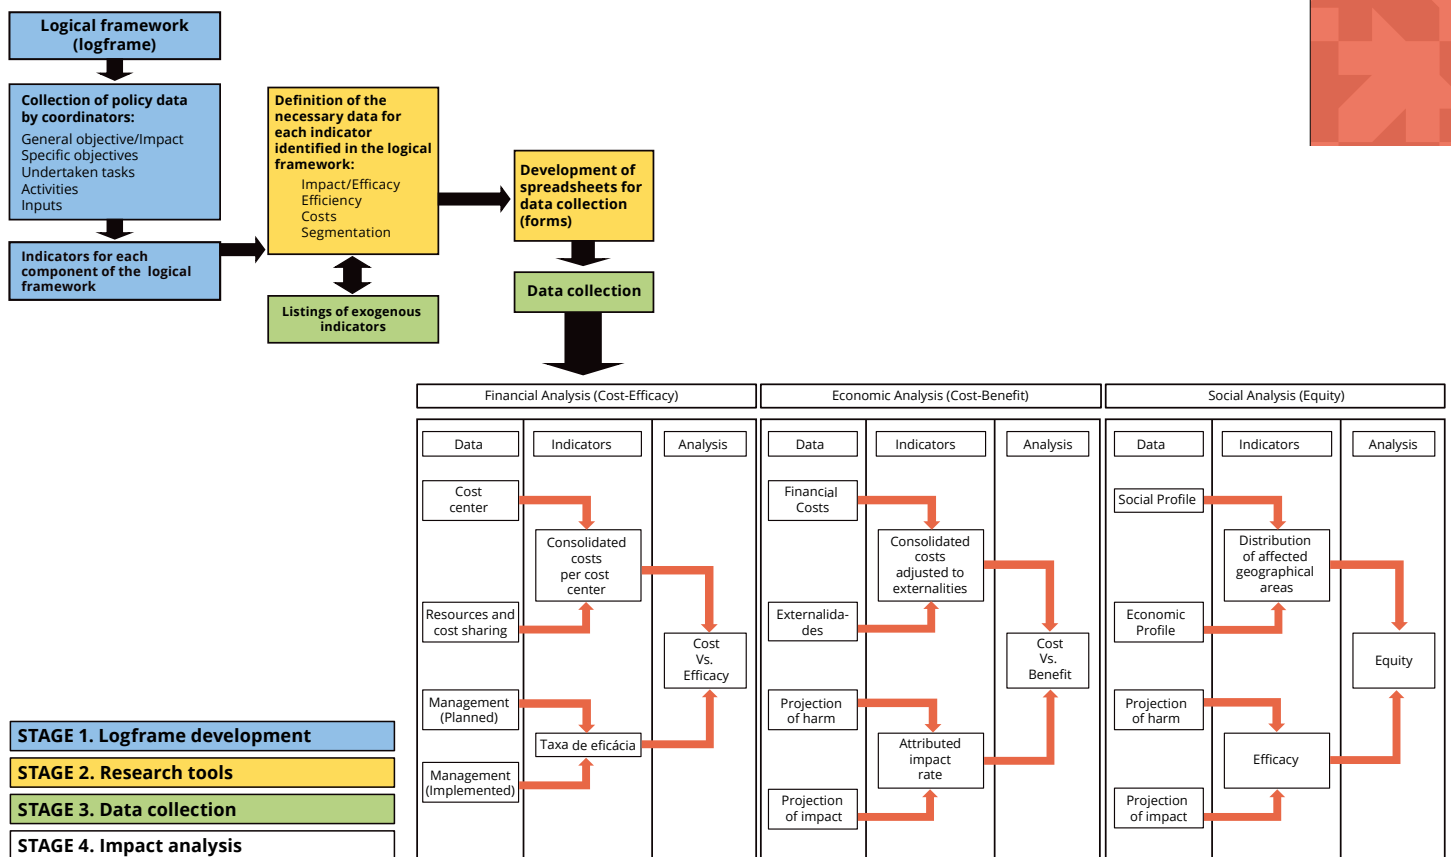 Logical framework
(logframe)
Collection of policy data
by coordinators:
General objective/Impact
Specific objectives
Undertaken tasks
Activities
Inputs
Indicators for each
component of the logical
framework
Definition of the
necessary data for
each indicator
identified in the logical
framework:
Impact/Efficacy
Efficiency
Costs
Segmentation
Listings of exogenous
indicators
Development of
spreadsheets for
data collection
(forms)
Data collection
Financial Analysis (Cost-Efficacy)
Data
Indicators
Analysis
Cost
center
Consolidated
costs
per cost
center
Resources and
cost sharing
Cost
Vs.
Efficacy
Management
(Planned)
Taxa de eficácia
Management
(Implemented)
Economic Analysis (Cost-Benefit)
Data
Indicators
Analysis
Financial
Costs
Consolidated
costs
adjusted to
externalities
Externalida-
des
Cost
Vs.
Benefit
Projection
of harm
Attributed
impact
rate
Projection
of impact
Social Analysis (Equity)
Data
Indicators
Analysis
Social Profile
Distribution
of affected
geographical
areas
Economic
Profile
Equity
Projection
of harm
Efficacy
Projection
of impact
STAGE 1. Logframe development
STAGE 2. Research tools
STAGE 3. Data collection
STAGE 4. Impact analysis